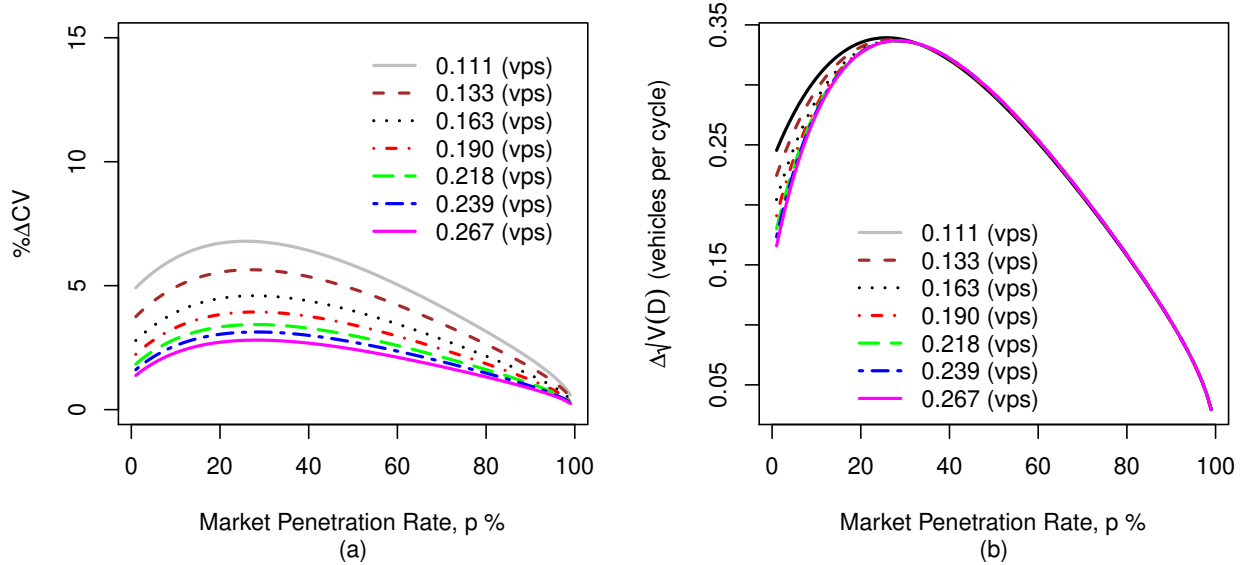 15
10
5
0
%ΔCV
0.111 (vps)
0.133 (vps)
0.163 (vps)
0.190 (vps)
0.218 (vps)
0.239 (vps)
0.267 (vps)
0 20 40 60 80 100
Market Penetration Rate, p %
(a)
0.35
0.25
0.15
0.05
Δ√V(D) (vehicles per cycle)
0.111 (vps)
0.133 (vps)
0.163 (vps)
0.190 (vps)
0.218 (vps)
0.239 (vps)
0.267 (vps)
0 20 40 60 80 100
Market Penetration Rate, p %
(b)